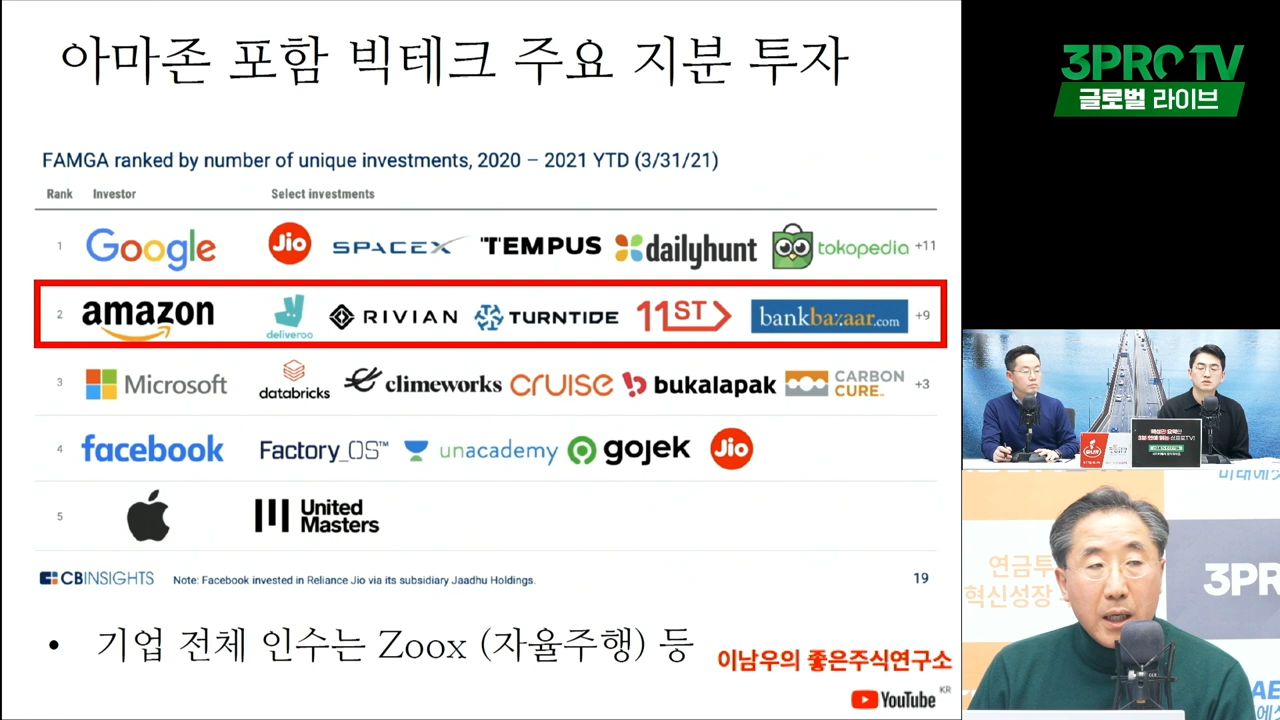 아마존 포함 빅테크 주요 지분 투자
3PRO TV
글로벌 라이브
FAMGA ranked by number of unique investments, 2020 – 2021 YTD (3/31/21)
Rank Investor Select investments
1 Google Jio SPACEX TEMPUS dailyhunt tokopedia +11
2 amazon deliveroo RIVIAN TURNTIDE 11ST bankbazaar.com +9
3 Microsoft databricks climeworks cruise bukalapak CARBON CURE™ +3
4 facebook Factory_OS™ unacademy gojek Jio
5 United Masters
CBINSIGHTS Note: Facebook invested in Reliance Jio via its subsidiary Jaadhu Holdings. 19
• 기업 전체 인수는 Zoox (자율주행) 등
이남우의 좋은주식연구소
YouTube KR
연금투
혁신성장
3PR